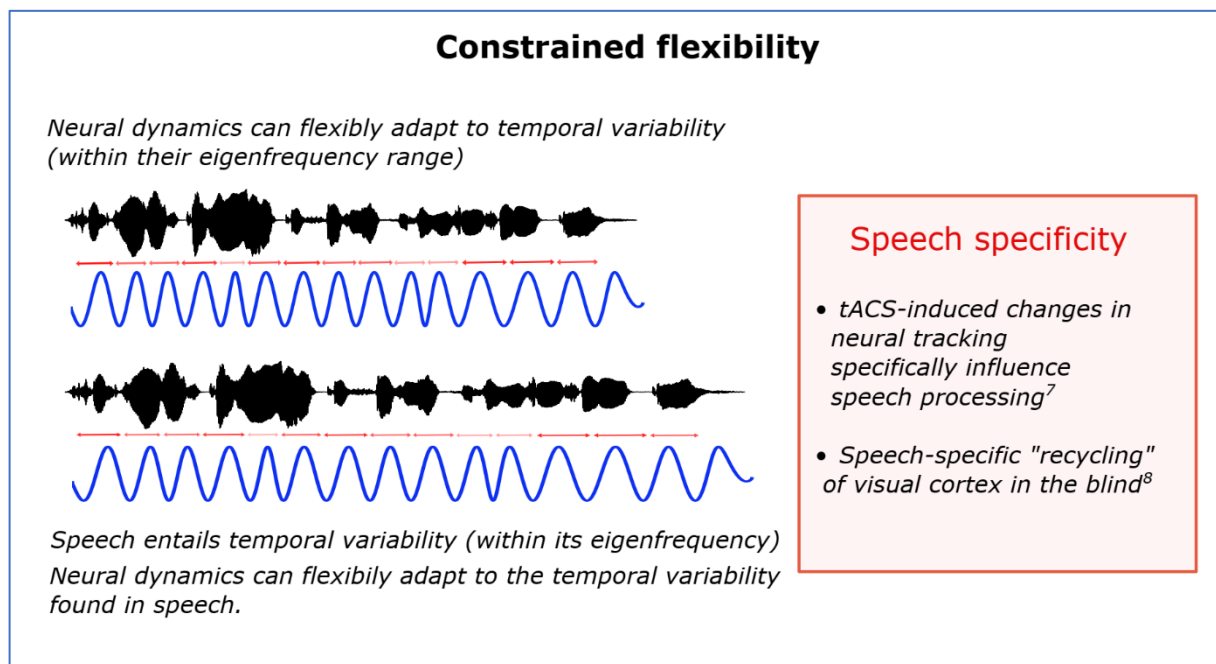 Constrained flexibility
Neural dynamics can flexibly adapt to temporal variability
(within their eigenfrequency range)
Speech entails temporal variability (within its eigenfrequency)
Neural dynamics can flexibily adapt to the temporal variability
found in speech.
Speech specificity
• tACS-induced changes in
neural tracking
specifically influence
speech processing⁷
• Speech-specific "recycling"
of visual cortex in the blind⁸